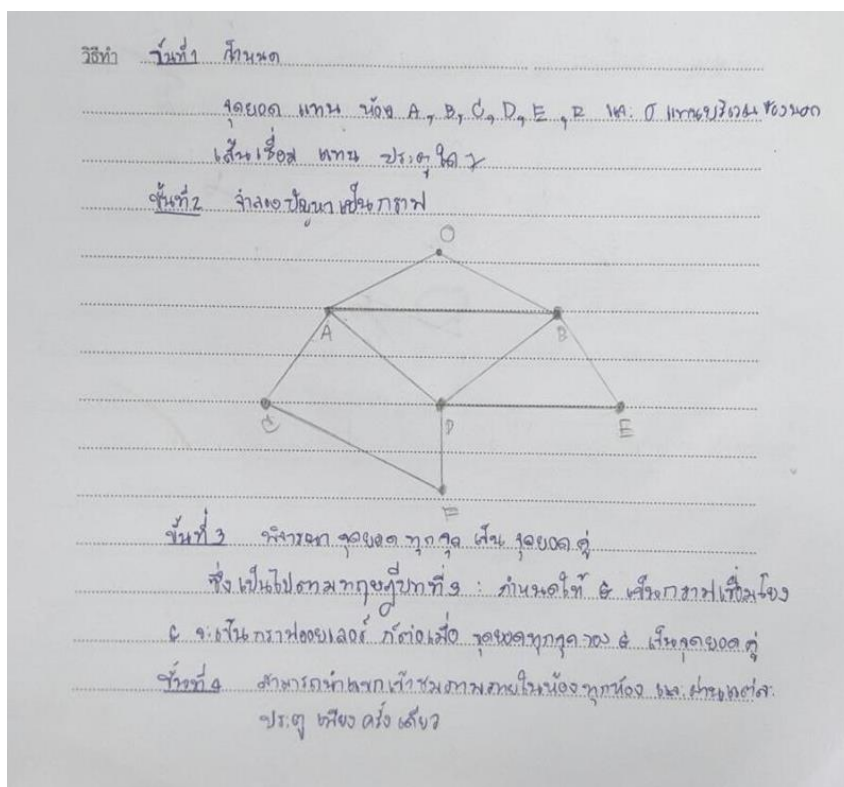 วิธีทำ ขั้นที่1 กำหนด
จุดยอด แทน ห้อง A, B, C, D, E, F และ O แทนบริเวณข้างนอก
เส้นเชื่อม แทน ประตูใด ๆ
ขั้นที่2 จำลองปัญหาเป็นกราฟ
O
A B
C D E
F
ขั้นที่ 3 พิจารณา จุดยอด ทุกจุด เป็น จุดยอด คู่
ซึ่งเป็นไปตามทฤษฎีบทที่ : กำหนดให้ G เป็นกราฟเชื่อมโยง
G จะเป็นกราฟออยเลอร์ ก็ต่อเมื่อ จุดยอดทุกจุดของ G เป็นจุดยอด คู่
ขั้นที่ 4 สามารถนำแขกเข้าชมภายในห้องทุกห้อง และ ผ่านแต่ละ
ประตู เพียง ครั้ง เดียว